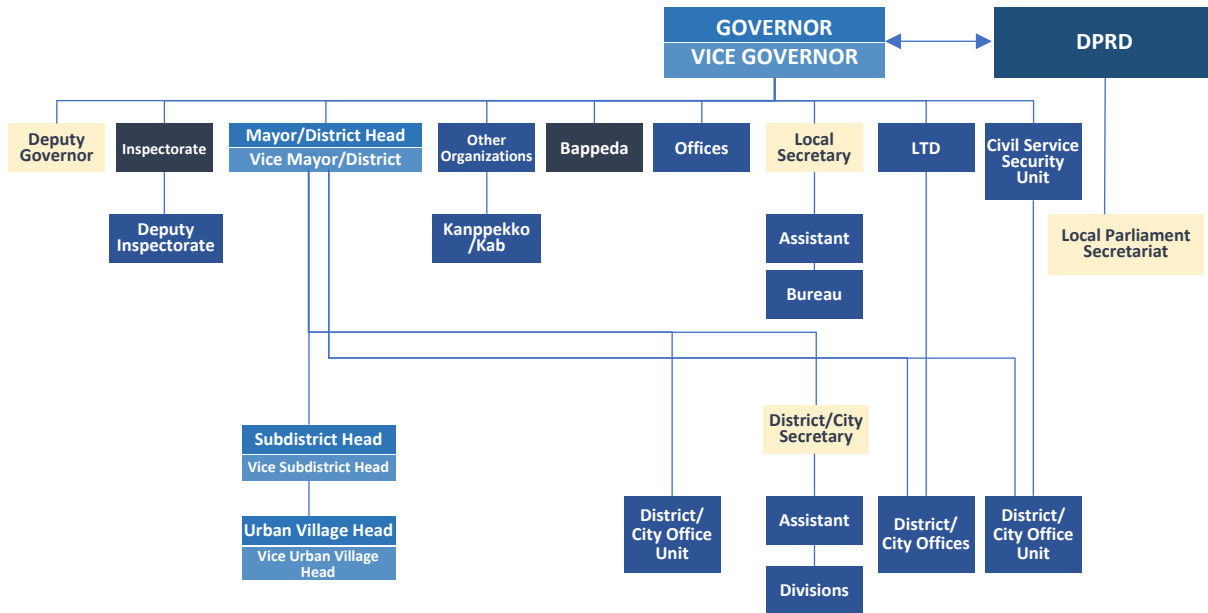 GOVERNOR
VICE GOVERNOR
DPRD
Deputy
Governor
Inspectorate
Mayor/District Head
Vice Mayor/District
Other
Organizations
Bappeda
Offices
Local
Secretary
LTD
Civil Service
Security
Unit
Deputy
Inspectorate
Kanppekko
/Kab
Assistant
Local Parliament
Secretariat
Bureau
District/City
Secretary
Subdistrict Head
Vice Subdistrict Head
Urban Village Head
Vice Urban Village
Head
District/
City Office
Unit
Assistant
District/
City Offices
District/
City Office
Unit
Divisions